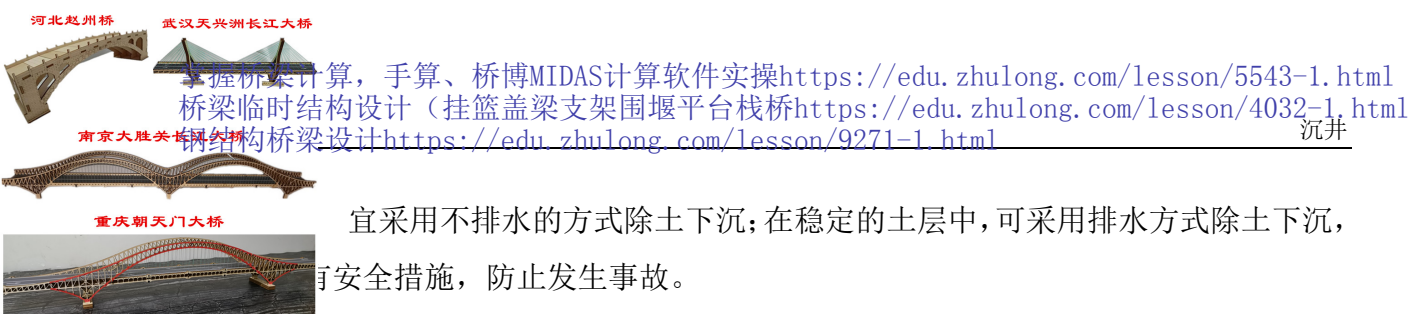 河北赵州桥
武汉天兴洲长江大桥
掌握桥梁计算，手算、桥博MIDAS计算软件实操https://edu.zhulong.com/lesson/5543-1.html
桥梁临时结构设计（挂篮盖梁支架围堰平台栈桥https://edu.zhulong.com/lesson/4032-1.html
南京大胜关长江大桥
钢结构桥梁设计https://edu.zhulong.com/lesson/9271-1.html
沉井
重庆朝天门大桥
宜采用不排水的方式除土下沉；在稳定的土层中，可采用排水方式除土下沉，
有安全措施，防止发生事故。